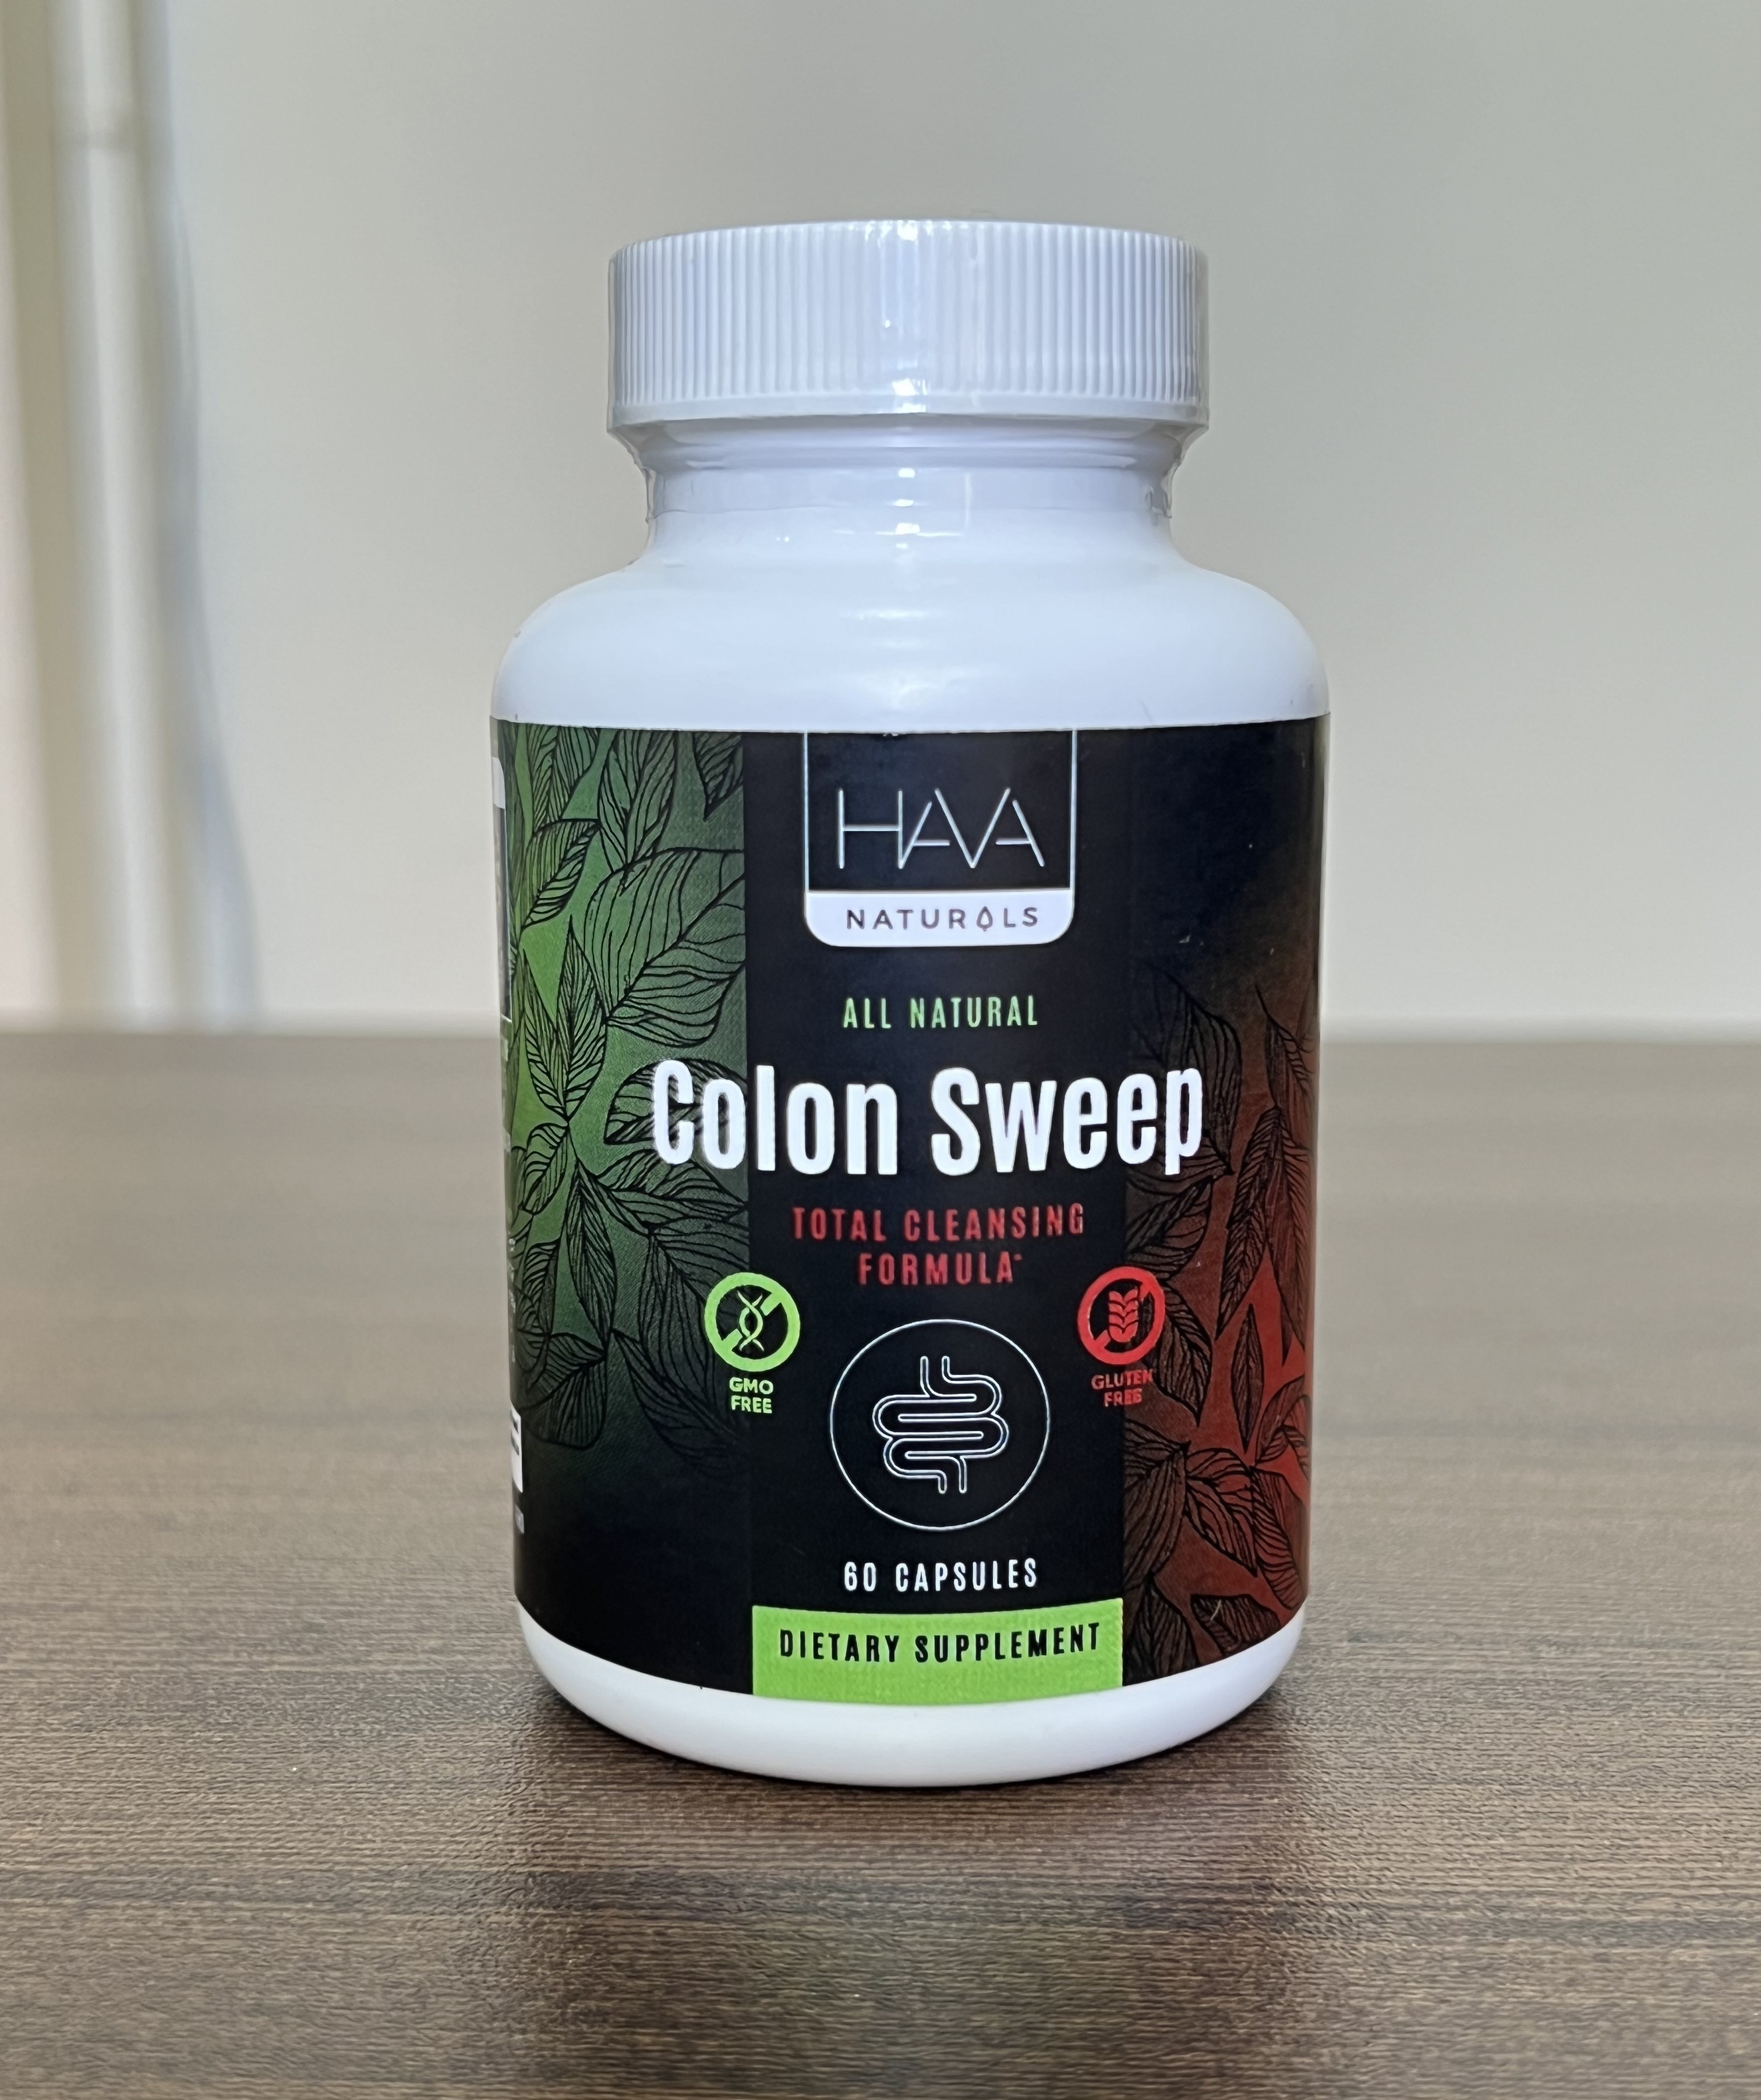 HAVA
NATURALS
ALL NATURAL
Colon Sweep
TOTAL CLEANSING
FORMULA*
GMO
FREE
GLUTEN
FREE
60 CAPSULES
DIETARY SUPPLEMENT